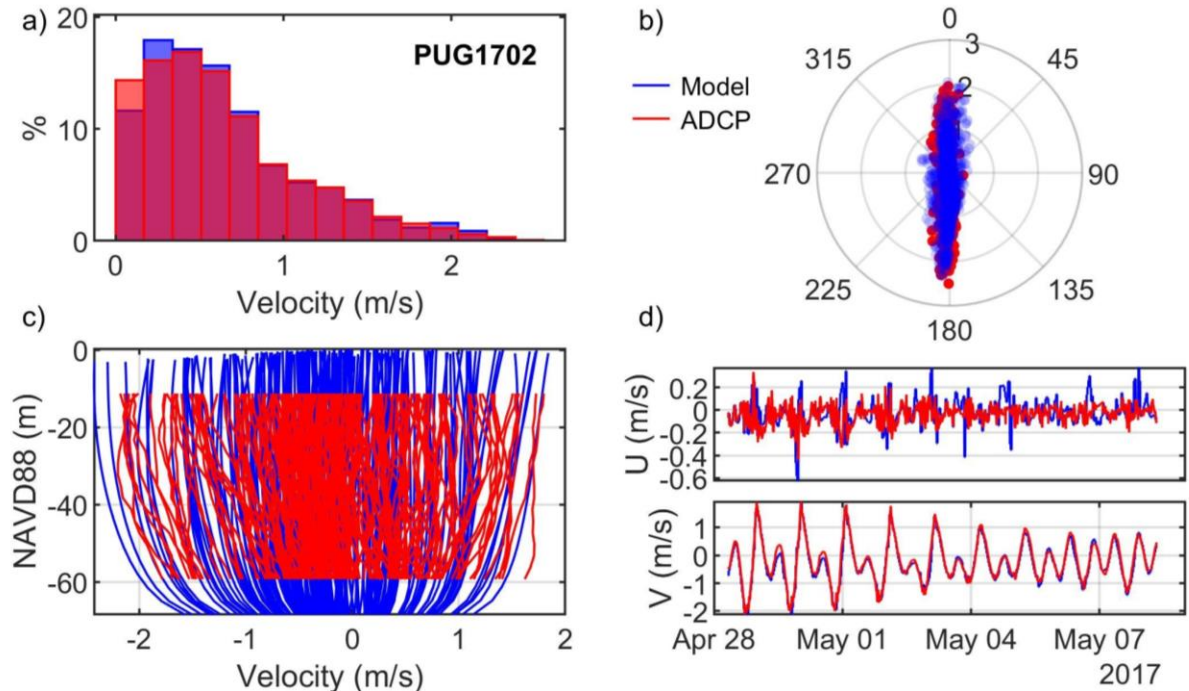 a)
20
10
0
%
PUG1702
0 1 2
Velocity (m/s)
b)
Model
ADCP
0
45
90
135
180
225
270
315
3
2
1
c)
0
-20
-40
-60
NAVD88 (m)
-2 -1 0 1 2
Velocity (m/s)
d)
0.2
0
-0.2
-0.4
-0.6
U (m/s)
1
0
-1
-2
V (m/s)
Apr 28 May 01 May 04 May 07
2017